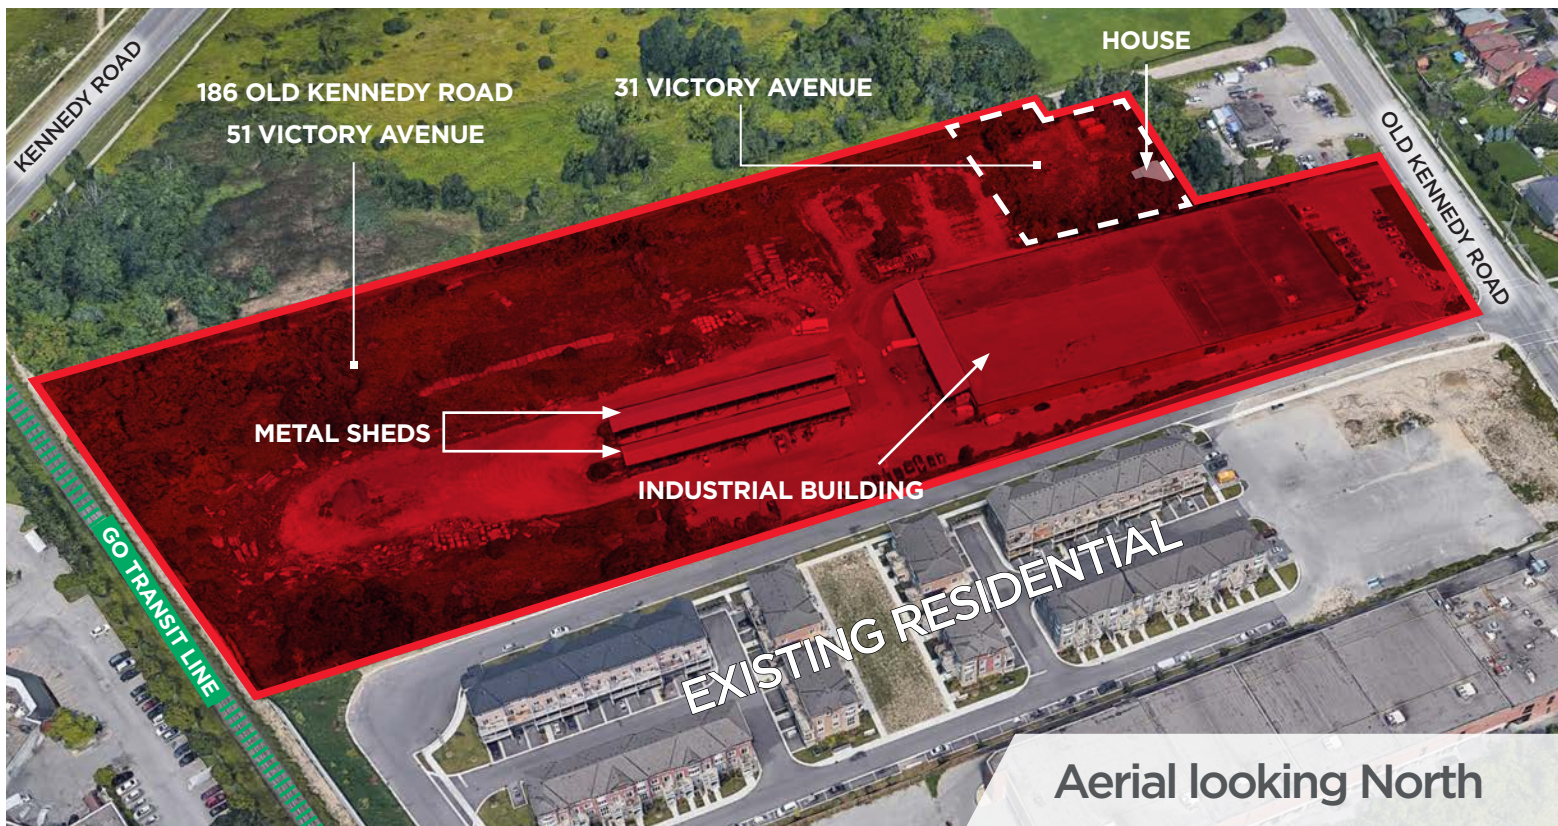 KENNEDY ROAD
186 OLD KENNEDY ROAD
51 VICTORY AVENUE
31 VICTORY AVENUE
HOUSE
OLD KENNEDY ROAD
METAL SHEDS
INDUSTRIAL BUILDING
GO TRANSIT LINE
EXISTING RESIDENTIAL
Aerial looking North